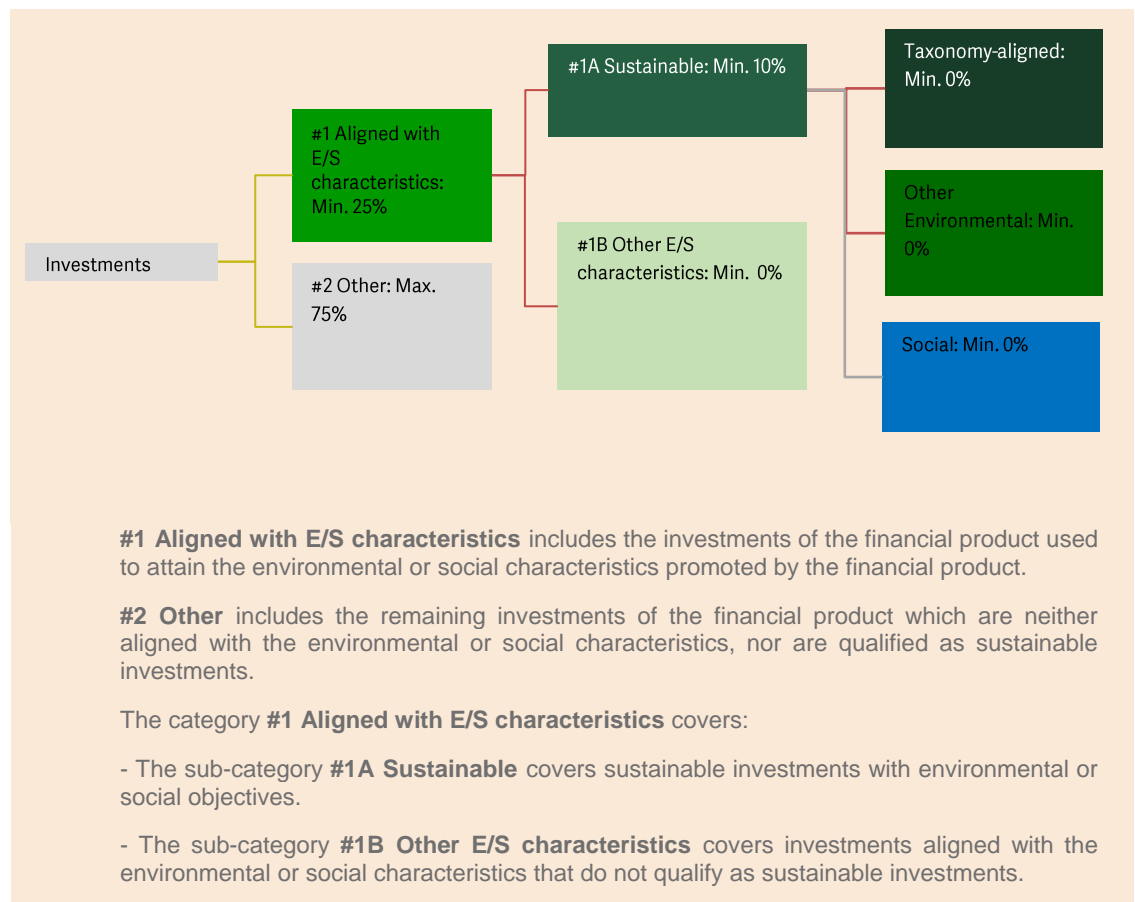 Investments
#1 Aligned with
E/S
characteristics:
Min. 25%
#2 Other: Max.
75%
#1A Sustainable: Min. 10%
#1B Other E/S
characteristics: Min. 0%
Taxonomy-aligned:
Min. 0%
Other
Environmental: Min.
0%
Social: Min. 0%
#1 Aligned with E/S characteristics includes the investments of the financial product used
to attain the environmental or social characteristics promoted by the financial product.
#2 Other includes the remaining investments of the financial product which are neither
aligned with the environmental or social characteristics, nor are qualified as sustainable
investments.
The category #1 Aligned with E/S characteristics covers:
- The sub-category #1A Sustainable covers sustainable investments with environmental or
social objectives.
- The sub-category #1B Other E/S characteristics covers investments aligned with the
environmental or social characteristics that do not qualify as sustainable investments.